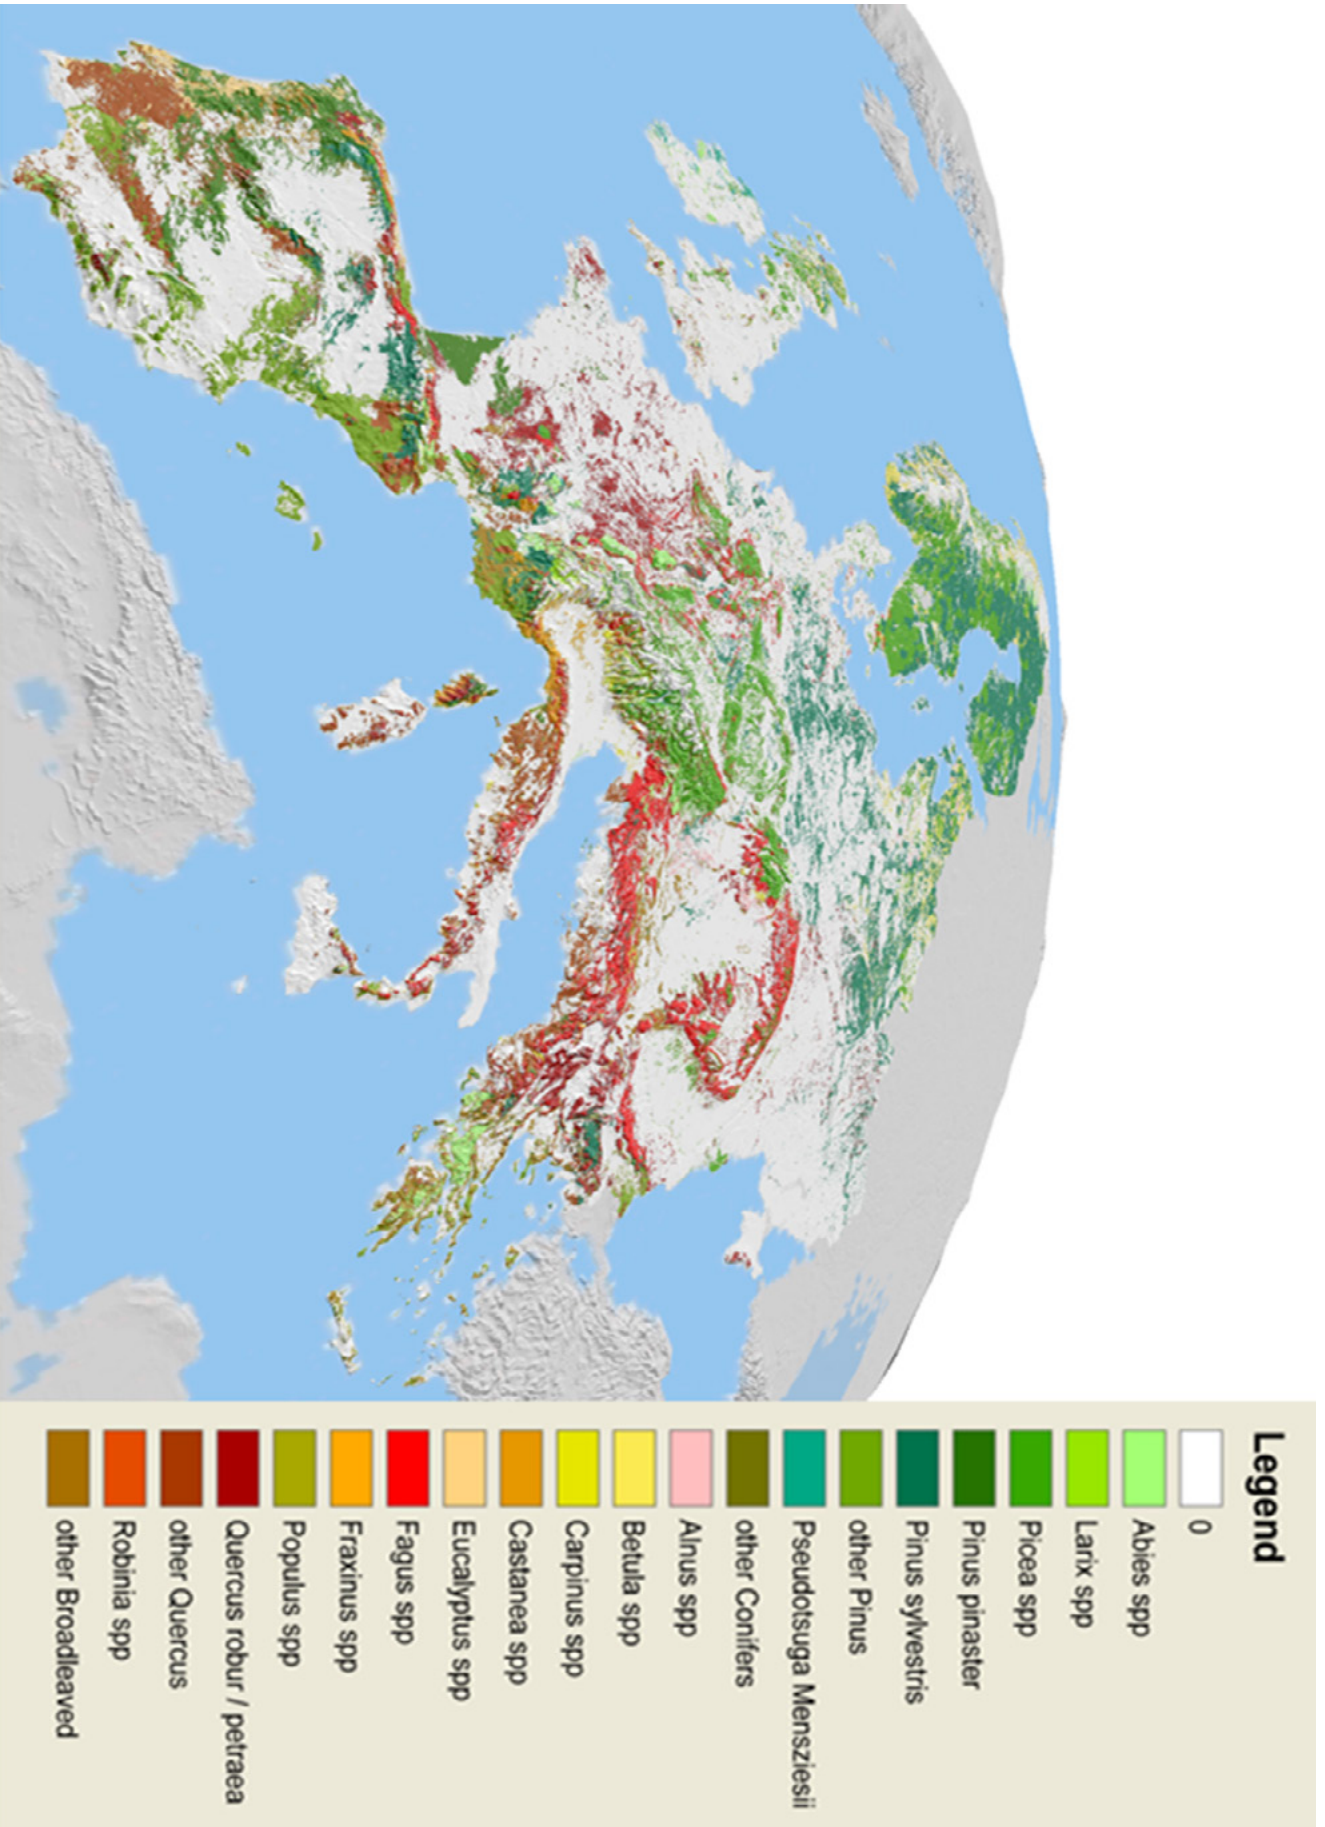 Legend
0
Abies spp
Larix spp
Picea spp
Pinus pinaster
Pinus sylvestris
other Pinus
Pseudotsuga Mensziesii
other Conifers
Alnus spp
Betula spp
Carpinus spp
Castanea spp
Eucalyptus spp
Fagus spp
Fraxinus spp
Populus spp
Quercus robur / petraea
other Quercus
Robinia spp
other Broadleaved